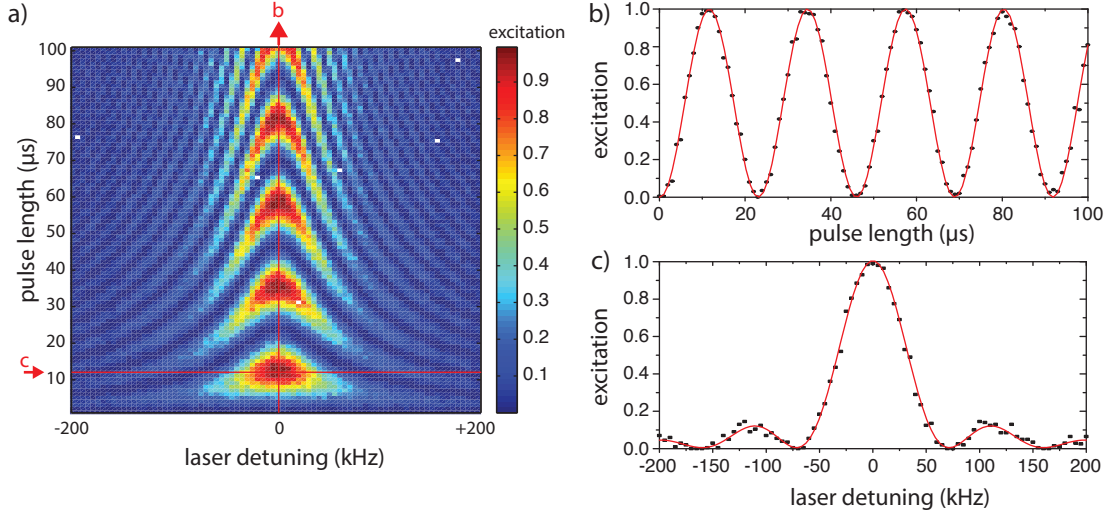 a)
b
excitation
100
90
80
70
60
50
40
30
20
10
pulse length (µs)
c
-200
0
+200
laser detuning (kHz)
0.9
0.8
0.7
0.6
0.5
0.4
0.3
0.2
0.1
b)
1.0
0.8
0.6
0.4
0.2
0.0
excitation
0 20 40 60 80 100
pulse length (µs)
c)
1.0
0.8
0.6
0.4
0.2
0.0
excitation
-200 -150 -100 -50 0 50 100 150 200
laser detuning (kHz)